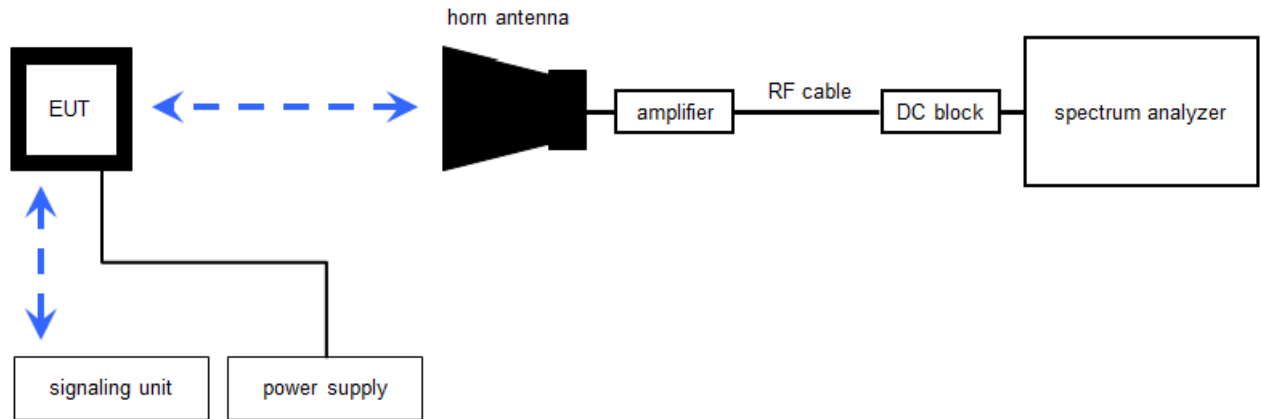 horn antenna
EUT
amplifier
RF cable
DC block
spectrum analyzer
signaling unit
power supply